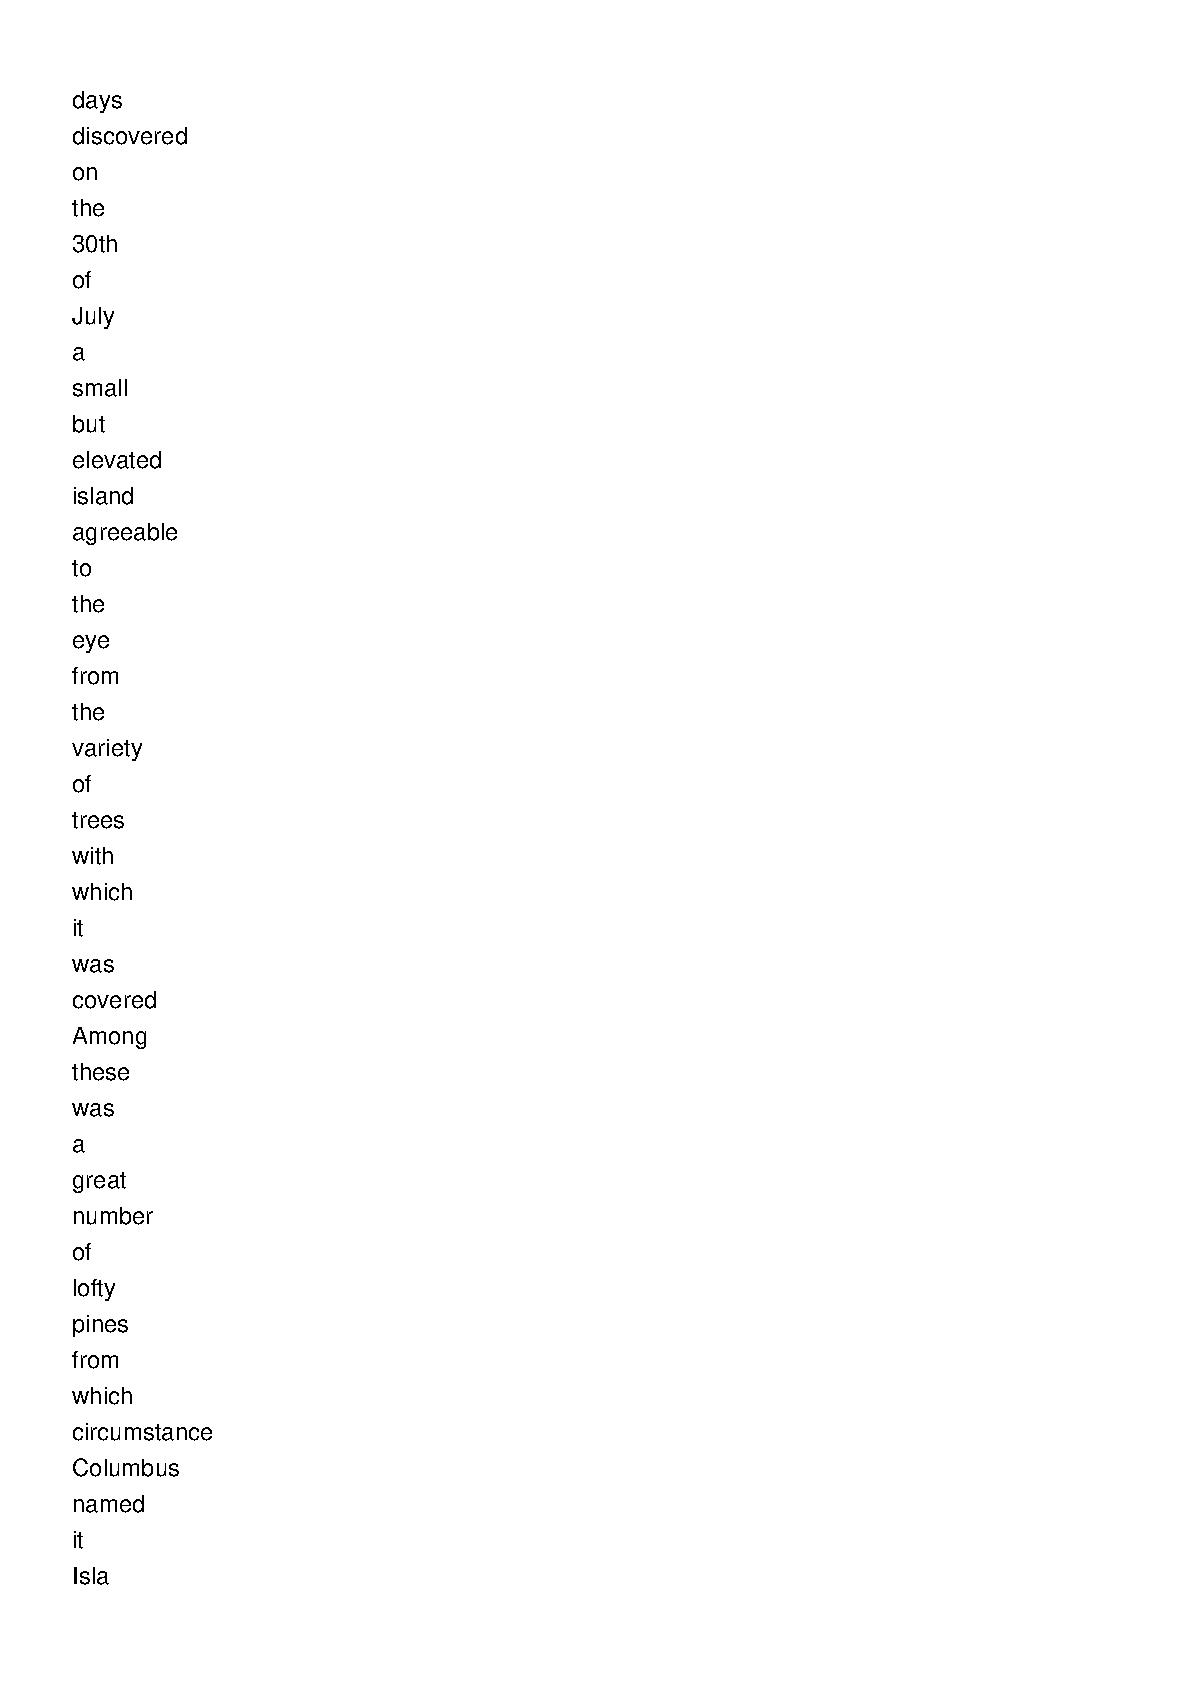 days
discovered
on
the
30th
of
July
a
small
but
elevated
island
agreeable
to
the
eye
from
the
variety
of
trees
with
which
it
was
covered
Among
these
was
a
great
number
of
lofty
pines
from
which
circumstance
Columbus
named
it
Isla